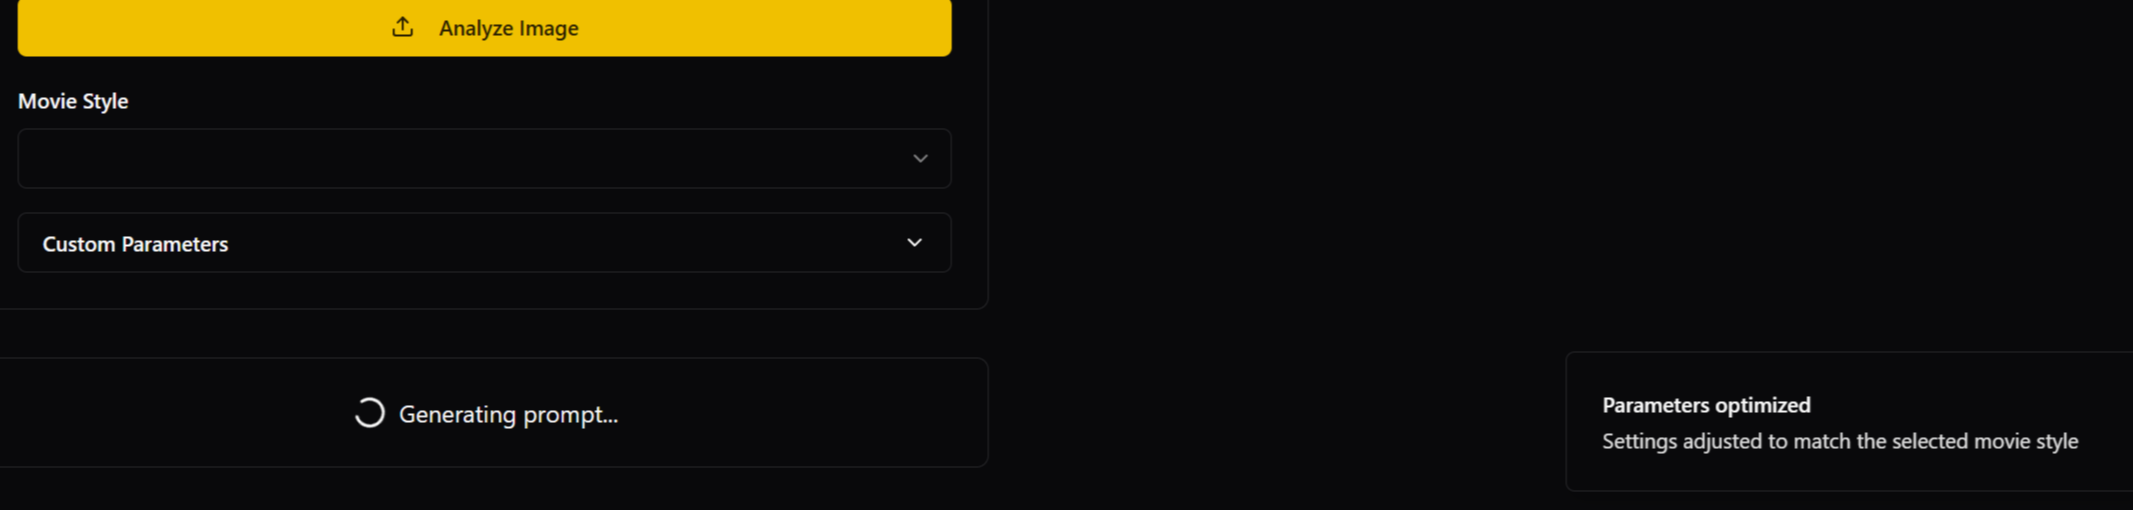 Analyze Image
Movie Style
Custom Parameters
Generating prompt...
Parameters optimized
Settings adjusted to match the selected movie style